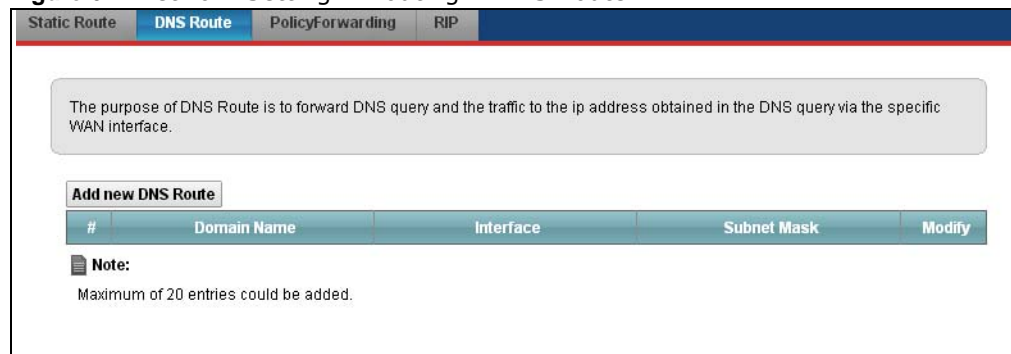 Static Route DNS Route PolicyForwarding RIP
The purpose of DNS Route is to forward DNS query and the traffic to the ip address obtained in the DNS query via the specific
WAN interface.
Add new DNS Route
# Domain Name Interface Subnet Mask Modify
Note:
Maximum of 20 entries could be added.